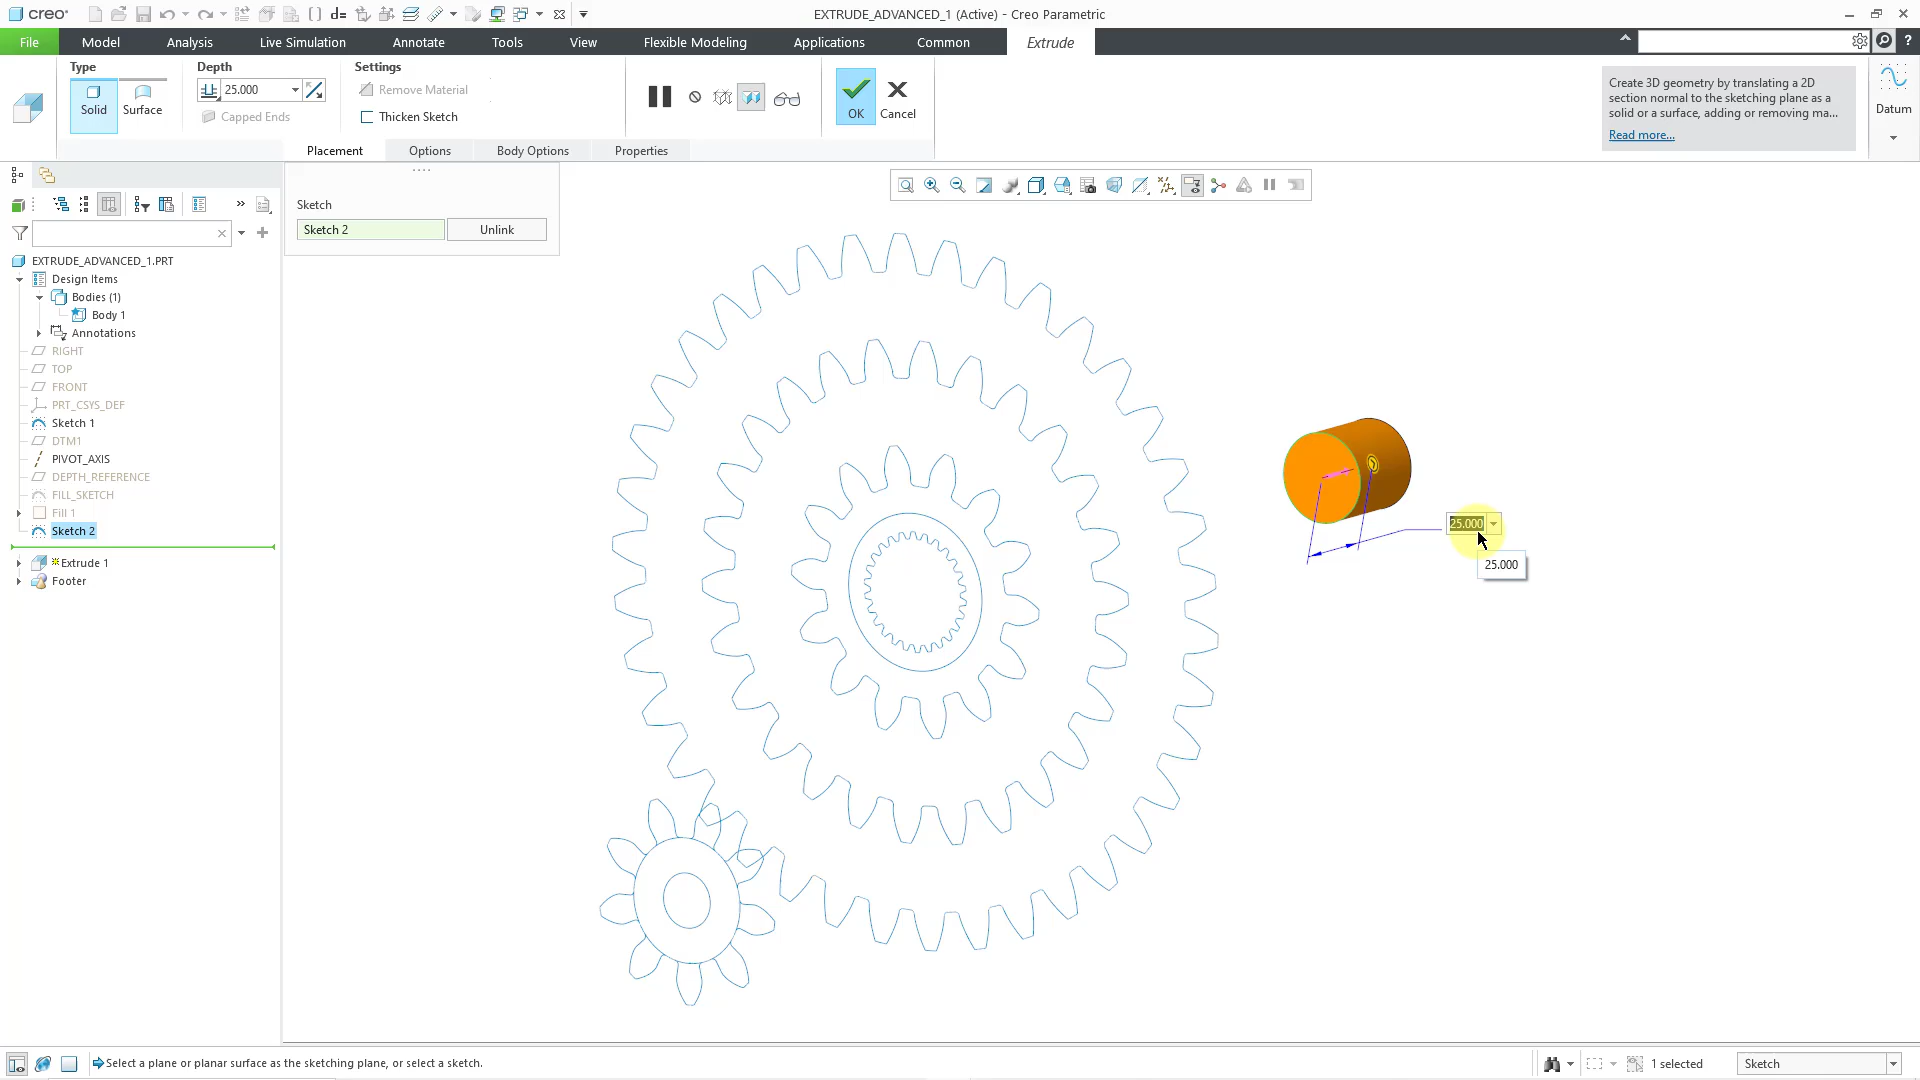 creo
EXTRUDE_ADVANCED_1 (Active) - Creo Parametric
File
Model
Analysis
Live Simulation
Annotate
Tools
View
Flexible Modeling
Applications
Common
Extrude
Type
Solid
Surface
Depth
25.000
Capped Ends
Settings
Remove Material
Thicken Sketch
OK
Cancel
Create 3D geometry by translating a 2D
section normal to the sketching plane as a
solid or a surface, adding or removing ma...
Read more...
Datum
Placement
Options
Body Options
Properties
Sketch
Sketch 2
Unlink
EXTRUDE_ADVANCED_1.PRT
Design Items
Bodies (1)
Body 1
Annotations
RIGHT
TOP
FRONT
PRT_CSYS_DEF
Sketch 1
DTM1
PIVOT_AXIS
DEPTH_REFERENCE
FILL_SKETCH
Fill 1
Sketch 2
Extrude 1
Footer
25.000
25.000
Select a plane or planar surface as the sketching plane, or select a sketch.
1 selected
Sketch